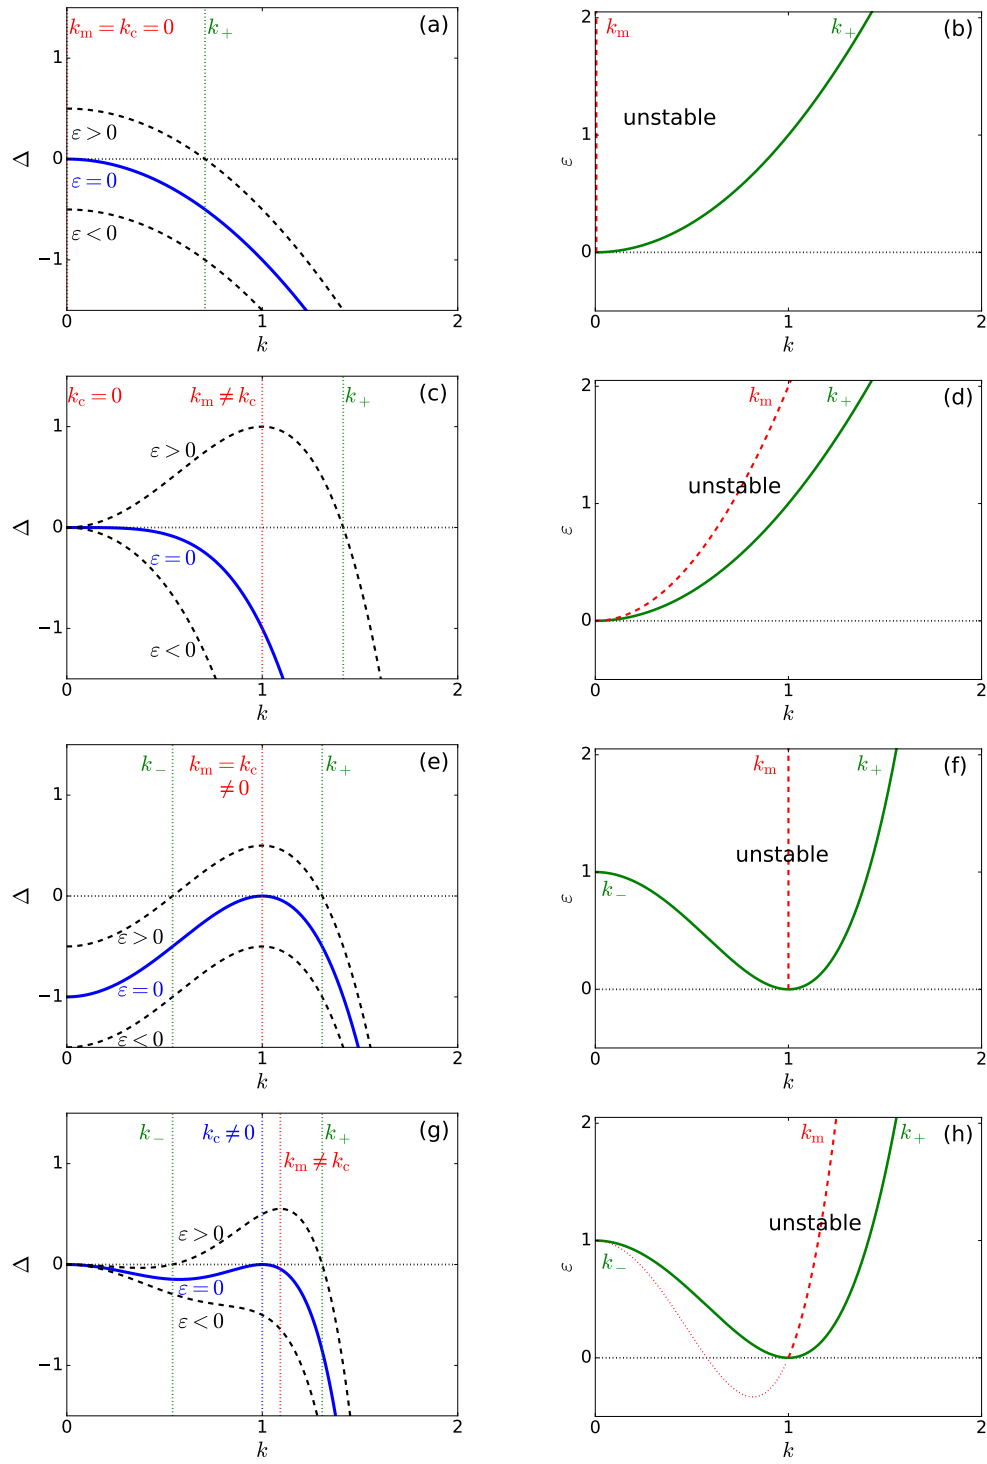 k_m = k_c = 0 k_+ (a)
1
ε > 0
Δ 0
ε = 0
ε < 0
−1
0 1 2
k
2 k_m k_+ (b)
unstable
ε 1
0
0 1 2
k
k_c = 0 k_m ≠ k_c k_+ (c)
1
ε > 0
Δ 0
ε = 0
−1
ε < 0
0 1 2
k
2 k_m k_+ (d)
unstable
ε 1
0
0 1 2
k
k_− k_m = k_c k_+ (e)
≠ 0
1
Δ 0
ε > 0
−1 ε = 0
ε < 0
0 1 2
k
2 k_m k_+ (f)
unstable
ε 1
k_−
0
0 1 2
k
k_− k_c ≠ 0 k_+ (g)
1 k_m ≠ k_c
ε > 0
Δ 0
ε = 0
ε < 0
−1
0 1 2
k
2 k_m k_+ (h)
unstable
ε 1
k_−
0
0 1 2
k